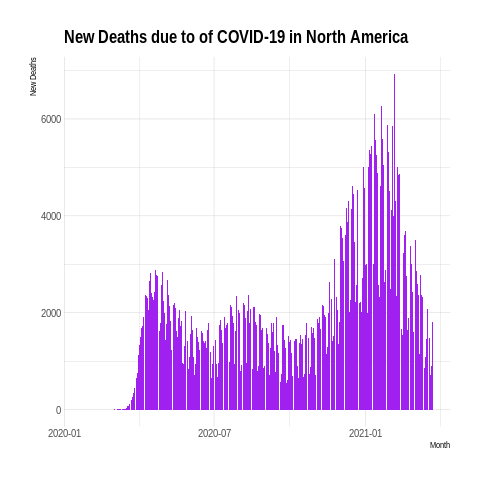 New Deaths due to of COVID-19 in North America
New Deaths
6000
4000
2000
0
2020-01
2020-07
2021-01
Month